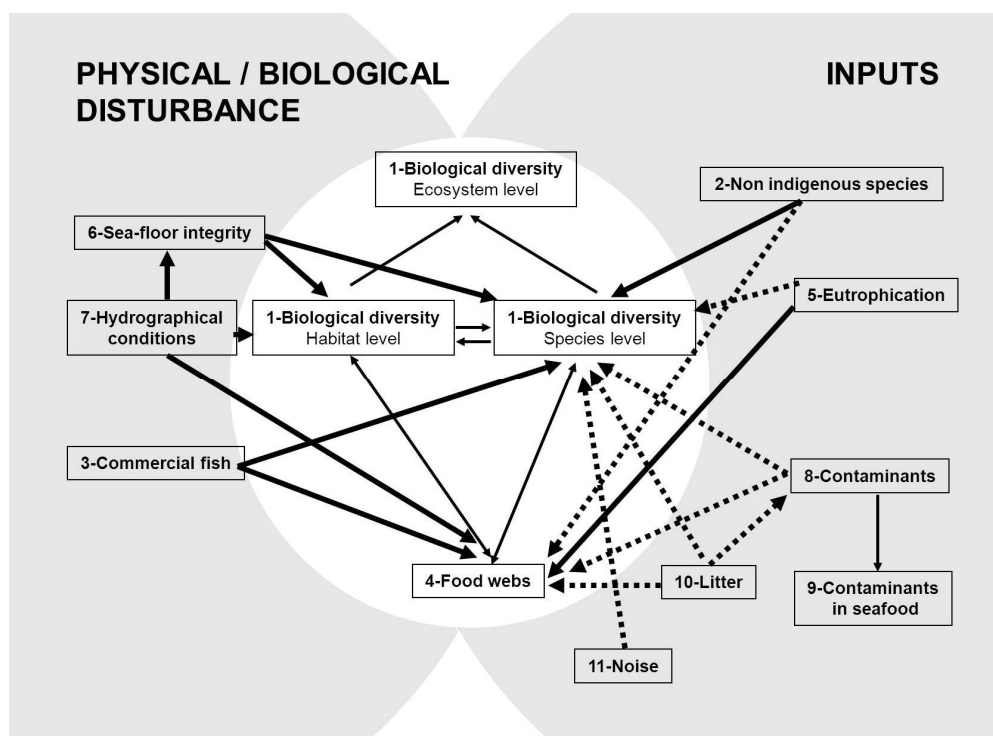 PHYSICAL / BIOLOGICAL
DISTURBANCE
INPUTS
1-Biological diversity
Ecosystem level
2-Non indigenous species
6-Sea-floor integrity
5-Eutrophication
7-Hydrographical
conditions
1-Biological diversity
Habitat level
1-Biological diversity
Species level
3-Commercial fish
8-Contaminants
4-Food webs
10-Litter
9-Contaminants
in seafood
11-Noise